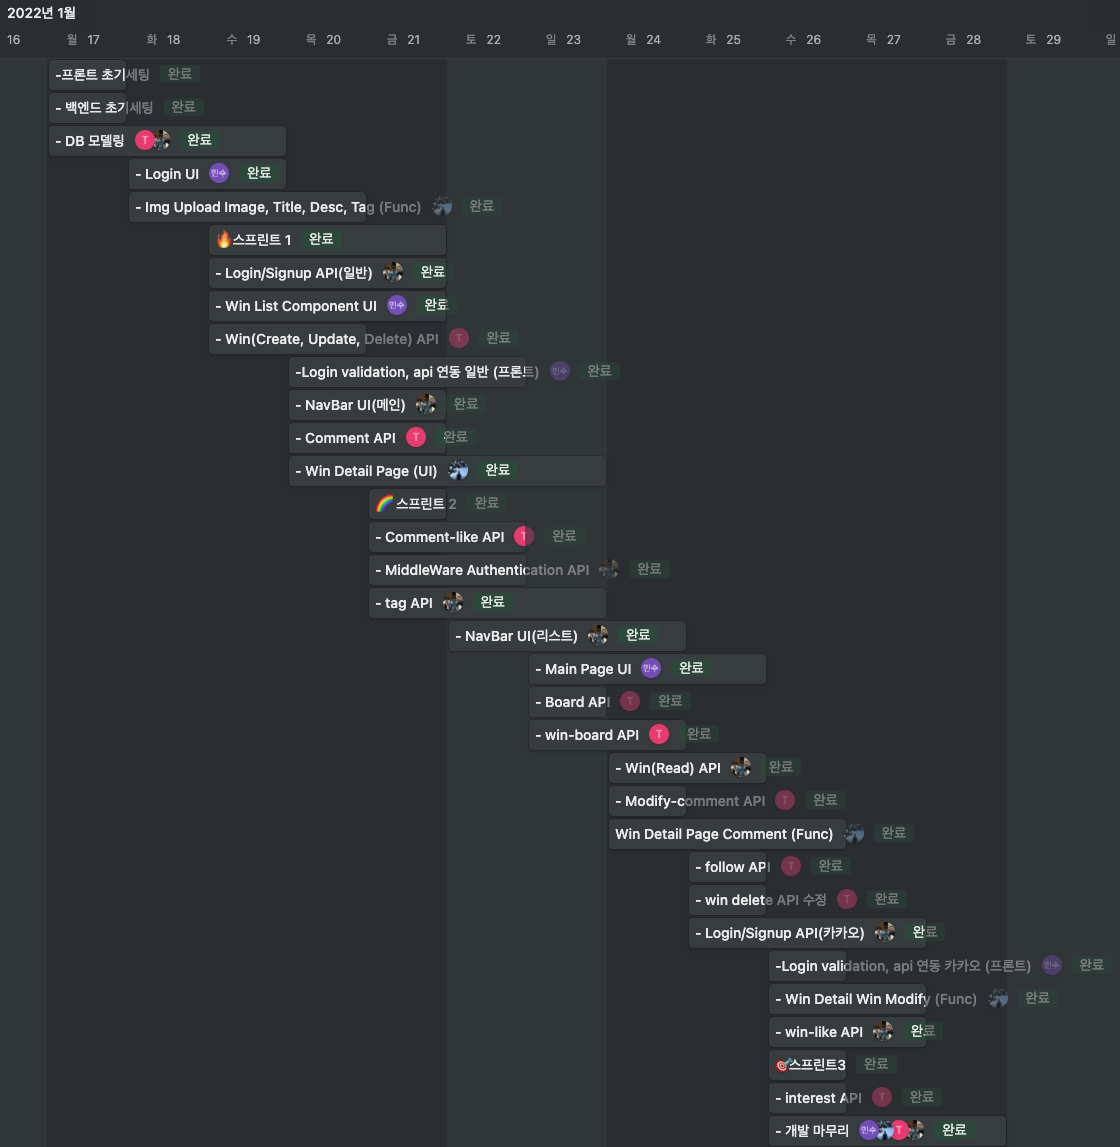 2022년 1월
16 월 17 화 18 수 19 목 20 금 21 토 22 일 23 월 24 화 25 수 26 목 27 금 28 토 29 일
-프론트 초기세팅 완료
- 백엔드 초기세팅 완료
- DB 모델링 T 완료
- Login UI 민수 완료
- Img Upload Image, Title, Desc, Tag (Func) 완료
🔥스프린트 1 완료
- Login/Signup API(일반) 완료
- Win List Component UI 민수 완료
- Win(Create, Update, Delete) API T 완료
-Login validation, api 연동 일반 (프론트) 민수 완료
- NavBar UI(메인) 완료
- Comment API T 완료
- Win Detail Page (UI) 완료
🌈 스프린트 2 완료
- Comment-like API T 완료
- MiddleWare Authentication API 완료
- tag API 완료
- NavBar UI(리스트) 완료
- Main Page UI 민수 완료
- Board API T 완료
- win-board API T 완료
- Win(Read) API 완료
- Modify-comment API T 완료
Win Detail Page Comment (Func) 완료
- follow API T 완료
- win delete API 수정 T 완료
- Login/Signup API(카카오) 완료
-Login validation, api 연동 카카오 (프론트) 민수 완료
- Win Detail Win Modify (Func) 완료
- win-like API 완료
🎯스프린트3 완료
- interest API T 완료
- 개발 마무리 민수 T 완료